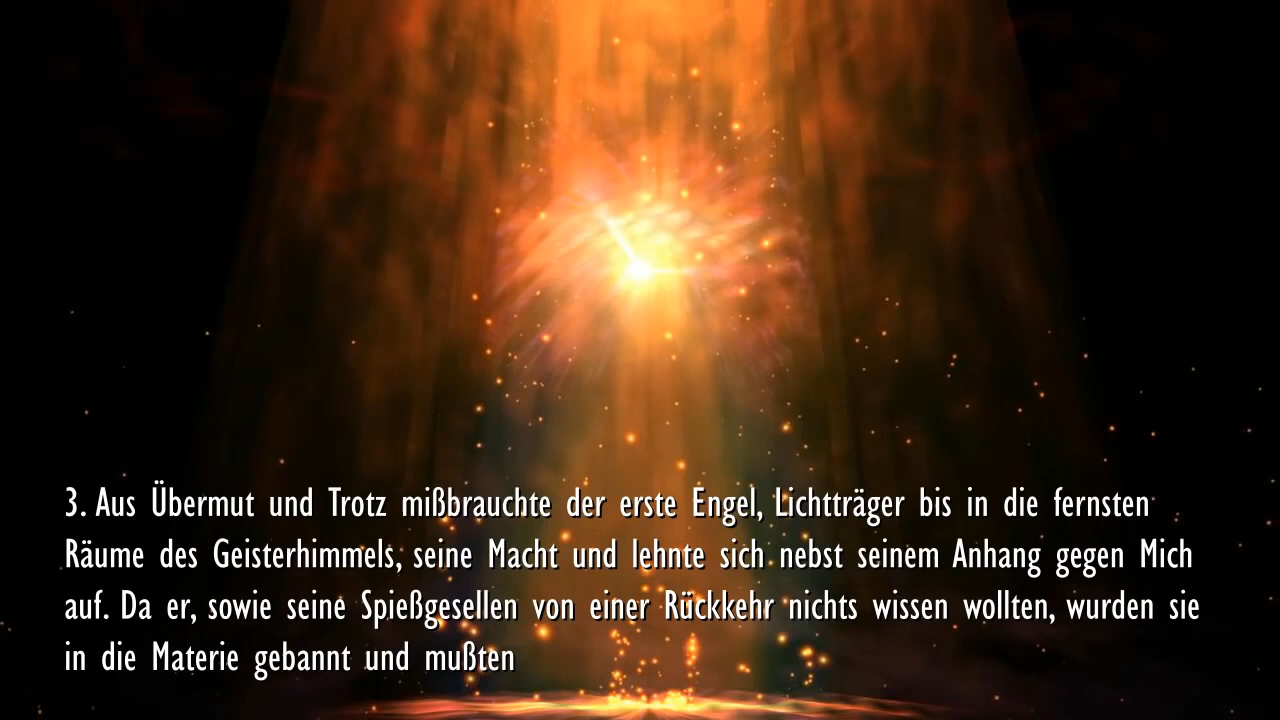 3. Aus Übermut und Trotz mißbrauchte der erste Engel, Lichtträger bis in die fernsten
Räume des Geisterhimmels, seine Macht und lehnte sich nebst seinem Anhang gegen Mich
auf. Da er, sowie seine Spießgesellen von einer Rückkehr nichts wissen wollten, wurden sie
in die Materie gebannt und mußten